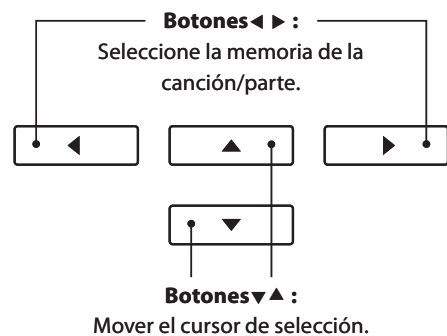 Botones◀ ▶ :
Seleccione la memoria de la
canción/parte.
◀
▲
▶
▼
Botones▼▲ :
Mover el cursor de selección.